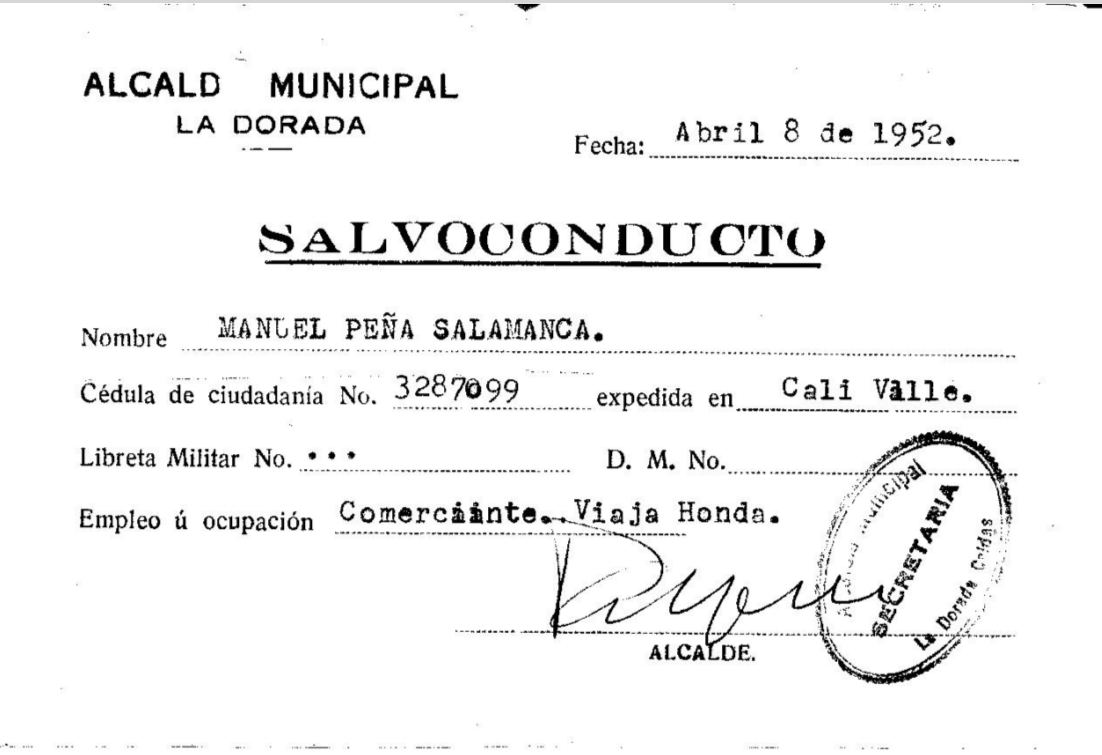 ALCALD MUNICIPAL
LA DORADA
Fecha: Abril 8 de 1952.
SALVOCONDUCTO
Nombre MANUEL PEÑA SALAMANCA.
Cédula de ciudadanía No. 3287099 expedida en Cali Valle.
Libreta Militar No. • • • D. M. No.
Empleo ú ocupación Comerciante. Viaja Honda.
ALCALDE.
Municipal
SECRETARIA
La Dorada Caldas